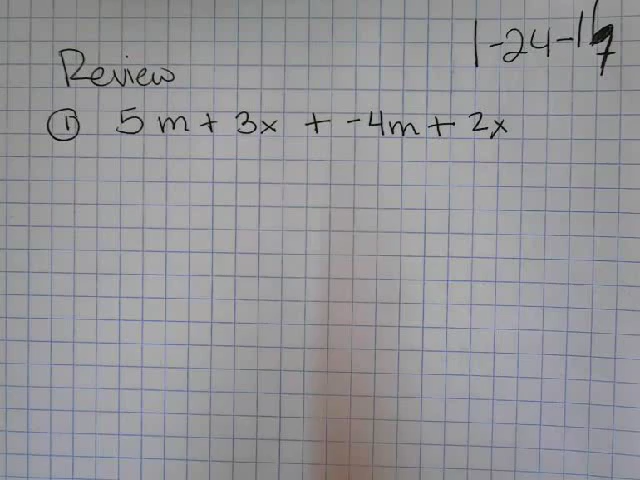 1-24-17
Review
① 5m + 3x + -4m + 2x